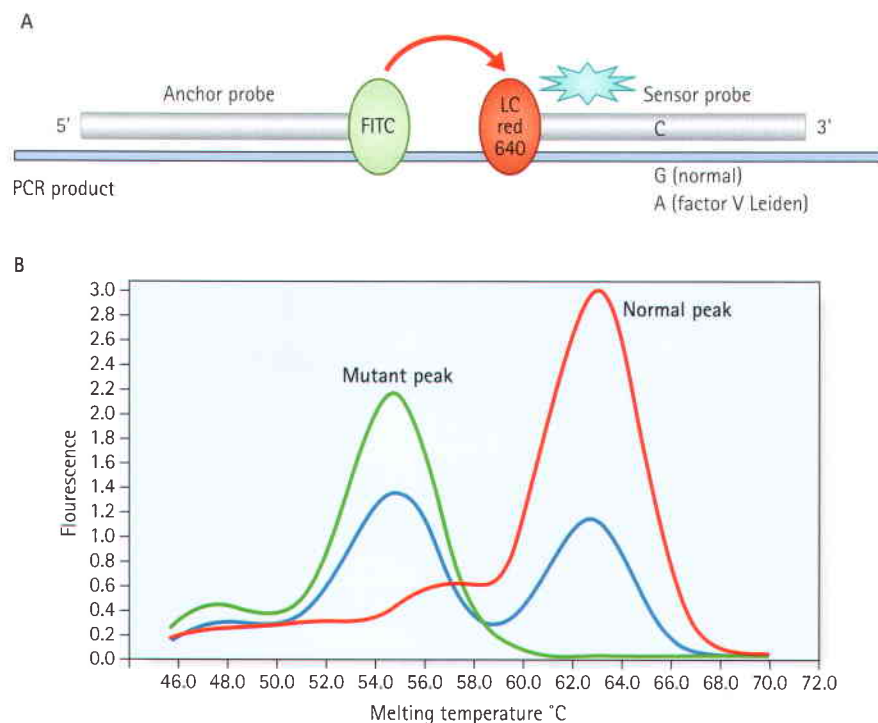 A
Anchor probe
Sensor probe
5'
FITC
LC
red
640
C
3'
PCR product
G (normal)
A (factor V Leiden)
B
3.0
2.8
2.6
2.4
2.2
2.0
1.8
1.6
1.4
1.2
1.0
0.8
0.6
0.4
0.2
0.0
Flourescence
Normal peak
Mutant peak
46.0 48.0 50.0 52.0 54.0 56.0 58.0 60.0 62.0 64.0 66.0 68.0 70.0 72.0
Melting temperature °C